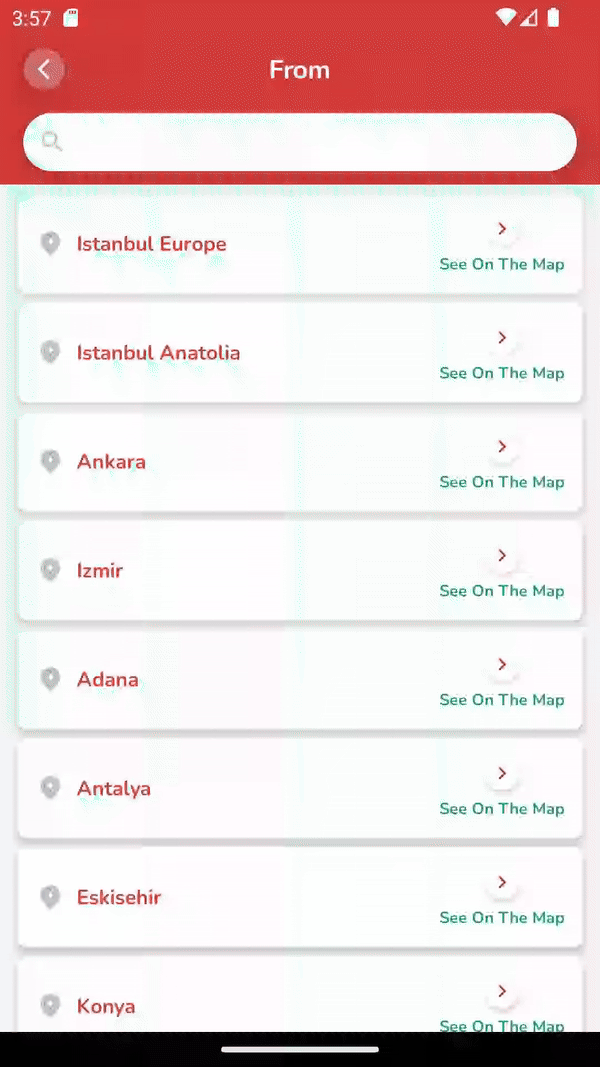 3:57
From
Istanbul Europe
See On The Map
Istanbul Anatolia
See On The Map
Ankara
See On The Map
Izmir
See On The Map
Adana
See On The Map
Antalya
See On The Map
Eskisehir
See On The Map
Konya
See On The Map